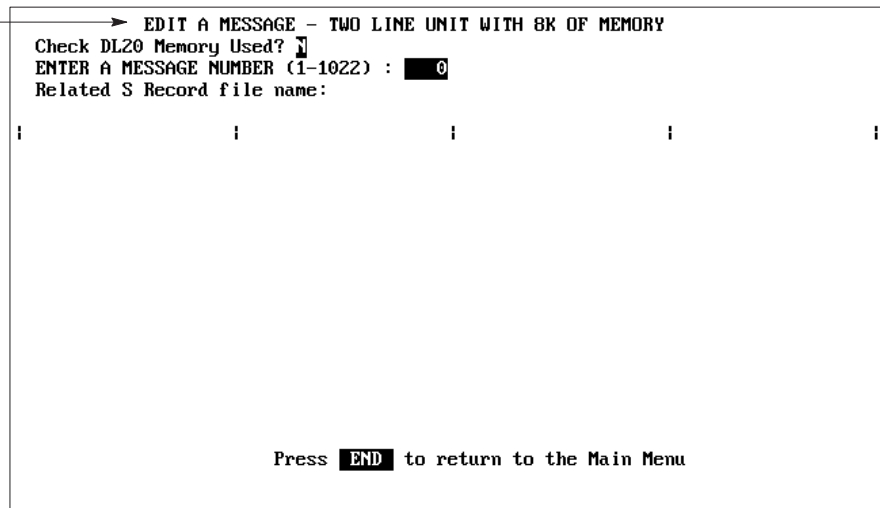 EDIT A MESSAGE - TWO LINE UNIT WITH 8K OF MEMORY
Check DL20 Memory Used? N
ENTER A MESSAGE NUMBER (1-1022) : 0
Related S Record file name:
¦ ¦ ¦ ¦ ¦
Press END to return to the Main Menu